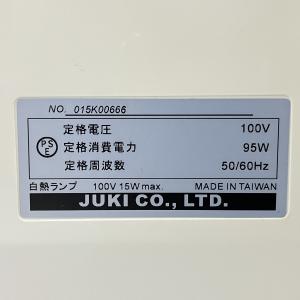 NO. 015K00666
定格電圧 100V
PSE 定格消費電力 95W
定格周波数 50/60Hz
白熱ランプ 100V 15W max. MADE IN TAIWAN
JUKI CO., LTD.